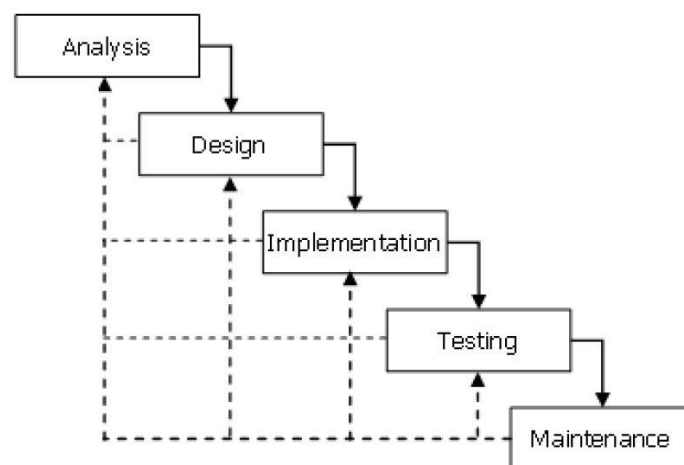 Analysis
Design
Implementation
Testing
Maintenance